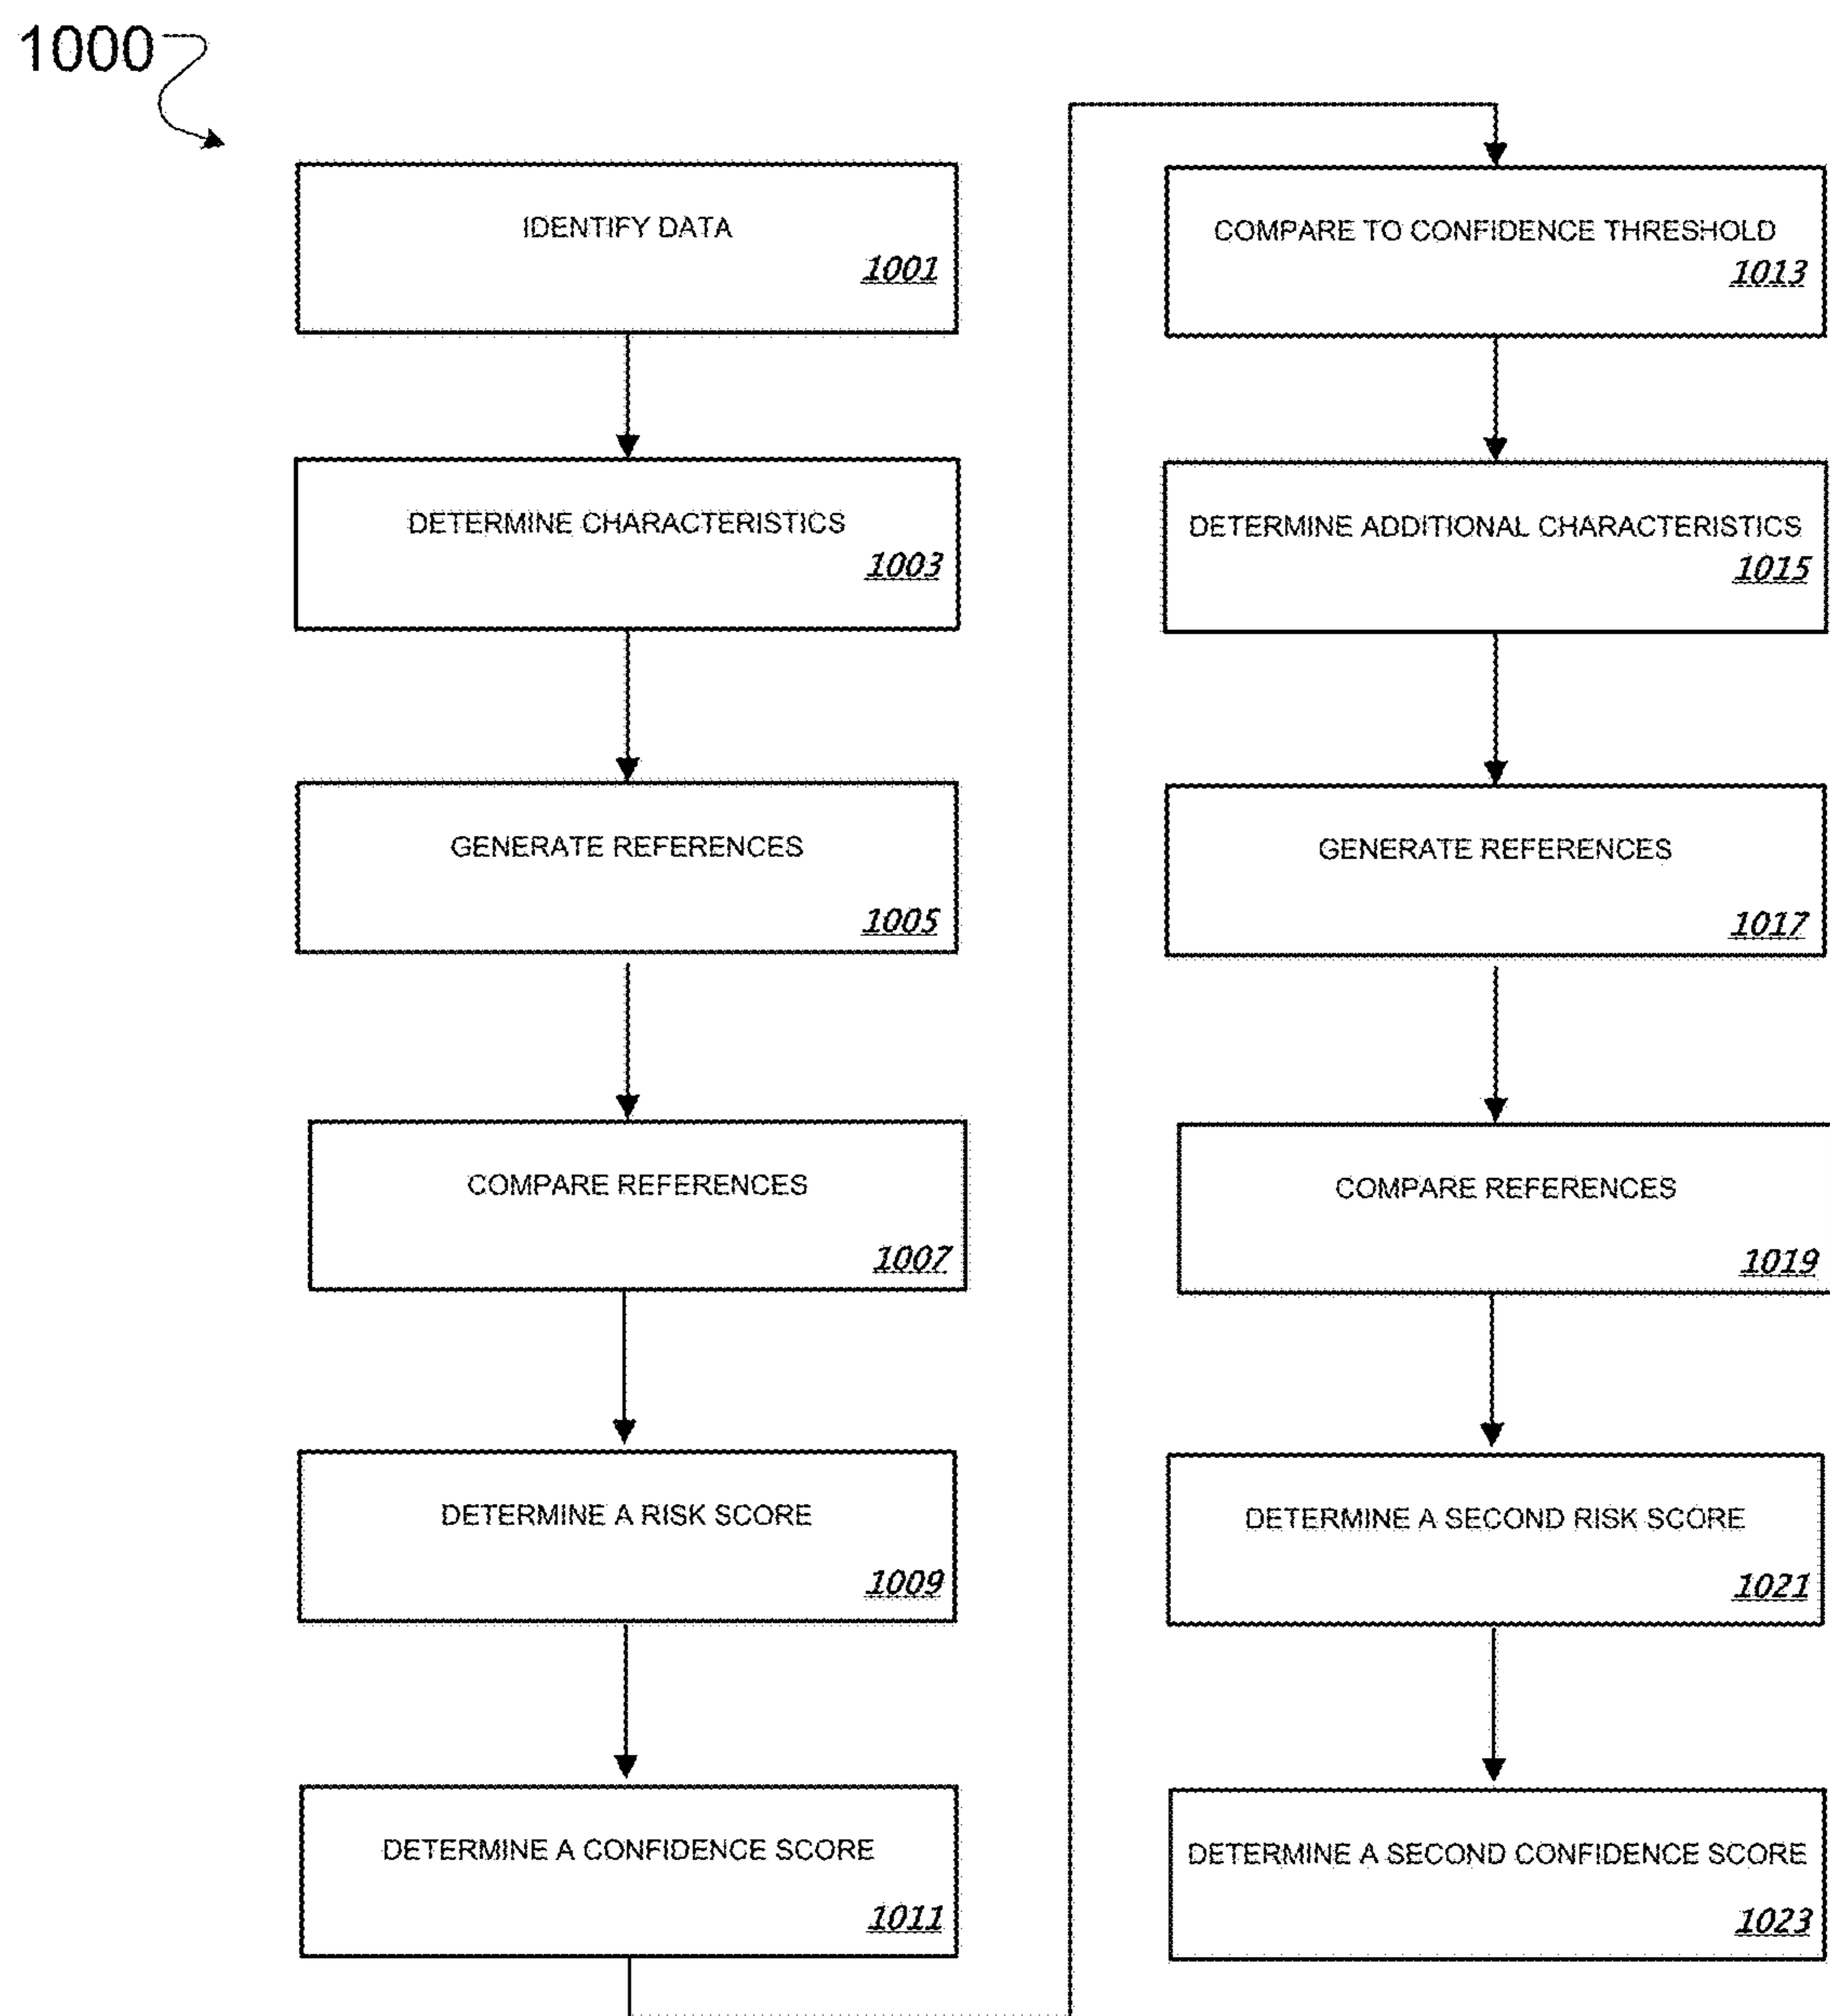 1000
IDENTIFY DATA
1001
DETERMINE CHARACTERISTICS
1003
GENERATE REFERENCES
1005
COMPARE REFERENCES
1007
DETERMINE A RISK SCORE
1009
DETERMINE A CONFIDENCE SCORE
1011
COMPARE TO CONFIDENCE THRESHOLD
1013
DETERMINE ADDITIONAL CHARACTERISTICS
1015
GENERATE REFERENCES
1017
COMPARE REFERENCES
1019
DETERMINE A SECOND RISK SCORE
1021
DETERMINE A SECOND CONFIDENCE SCORE
1023